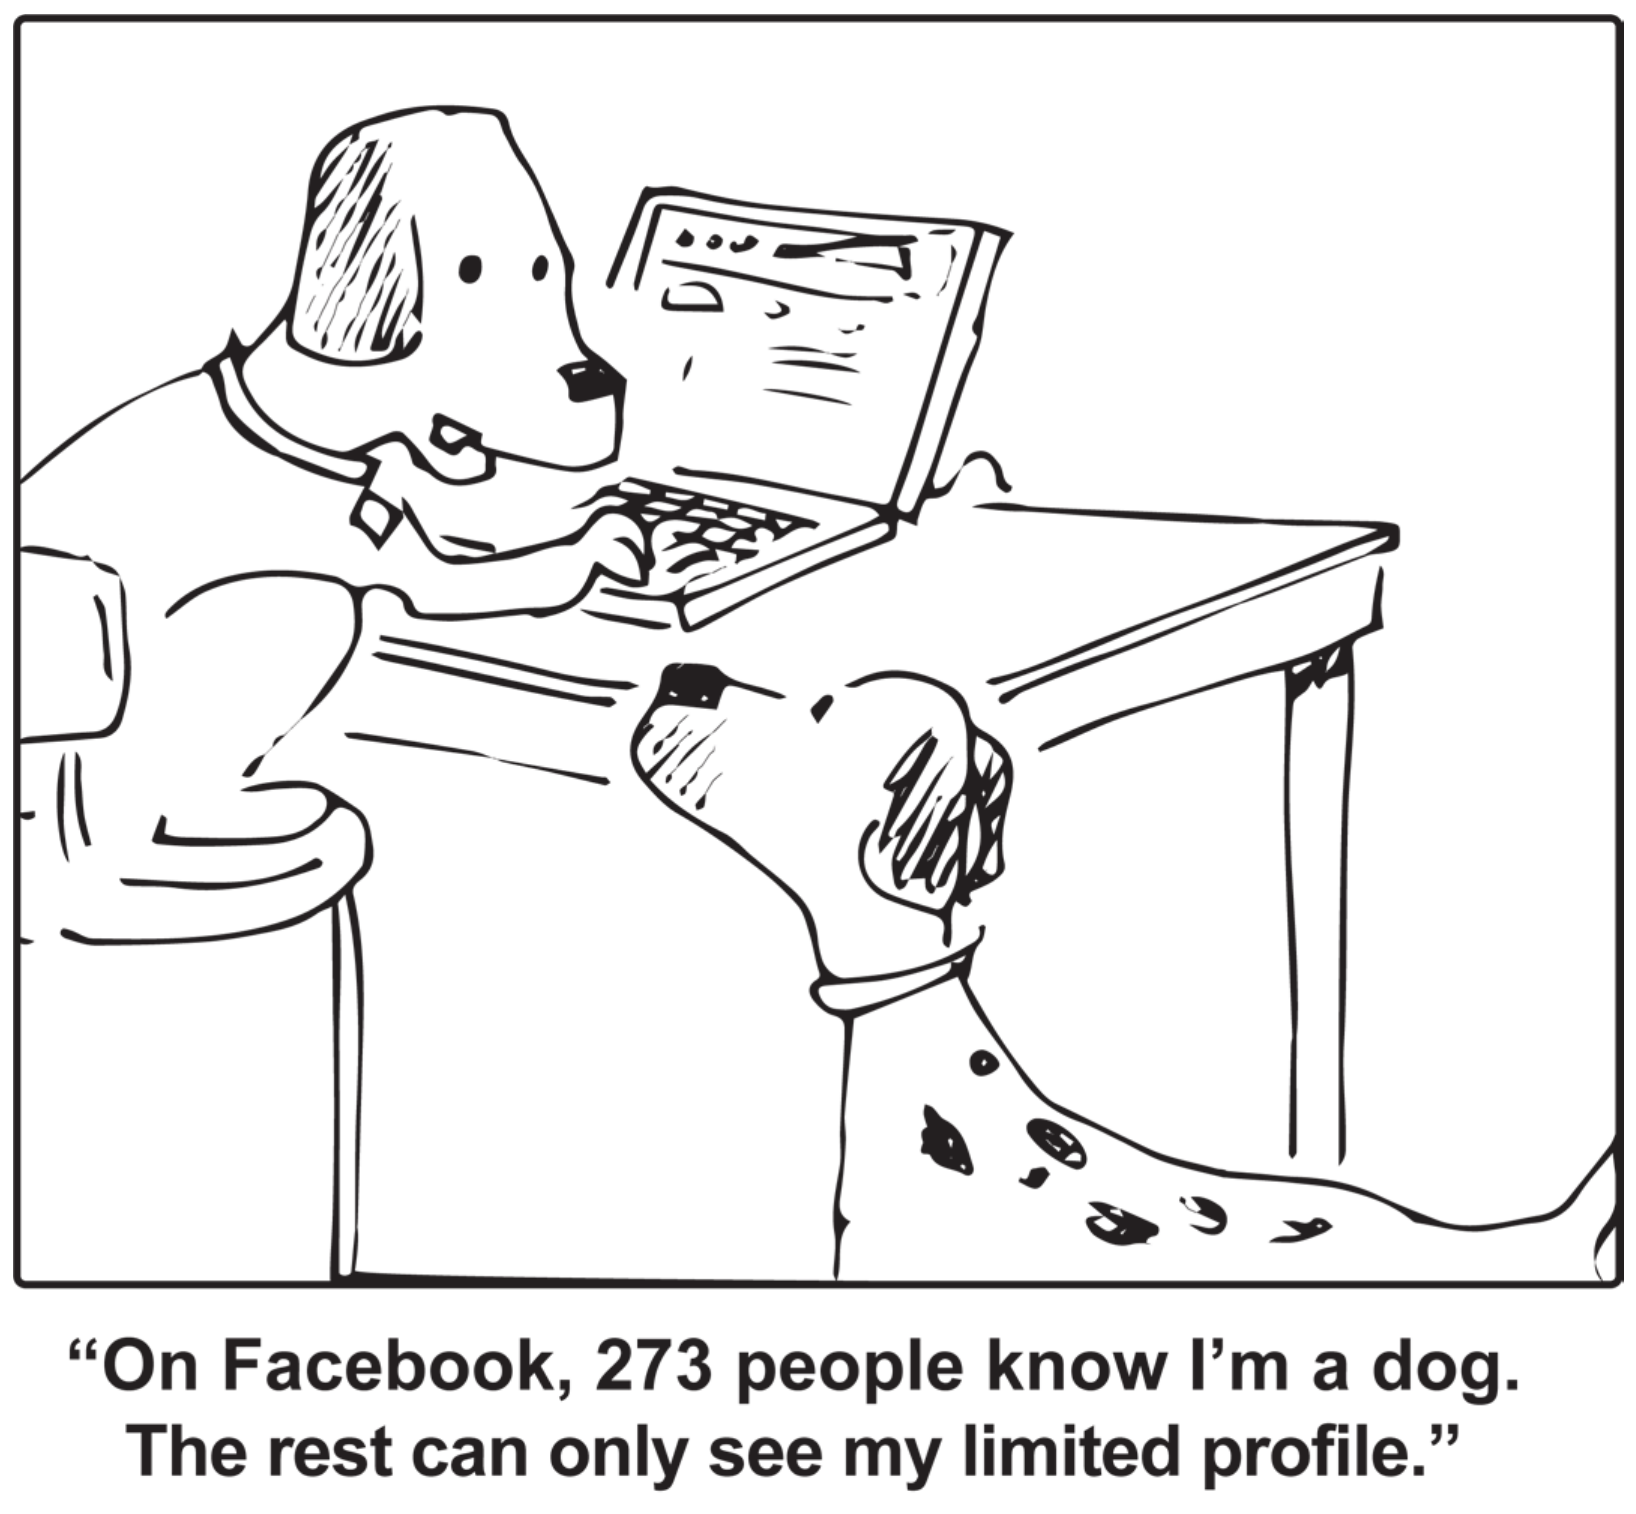 “On Facebook, 273 people know I’m a dog.
The rest can only see my limited profile.”